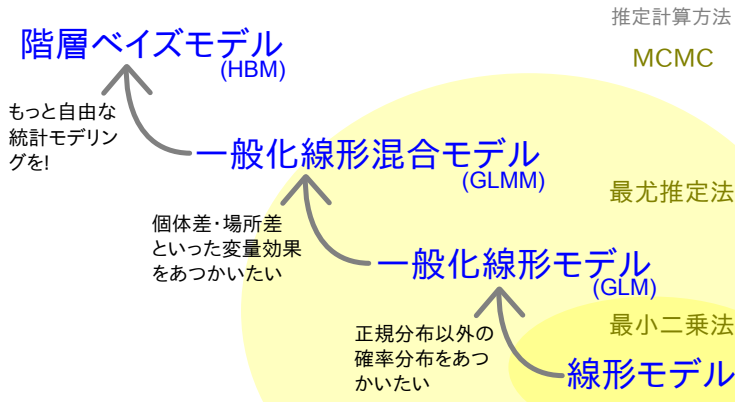 推定計算方法
階層ベイズモデル
(HBM)
MCMC
もっと自由な
統計モデリン
グを!
一般化線形混合モデル
(GLMM)
最尤推定法
個体差・場所差
といった変量効果
をあつかいたい
一般化線形モデル
(GLM)
最小二乗法
正規分布以外の
確率分布をあつ
かいたい
線形モデル